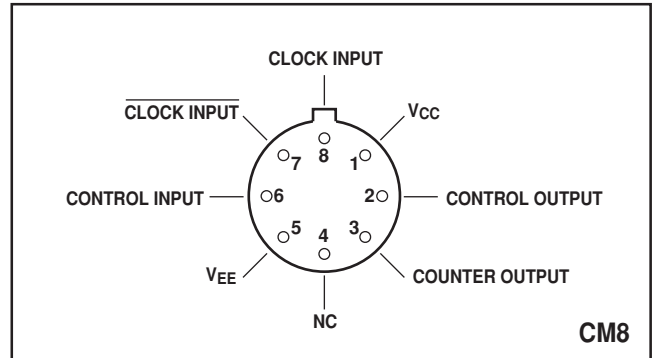 CLOCK INPUT
CLOCK INPUT
VCC
7
8
1
CONTROL INPUT
6
2
CONTROL OUTPUT
5
4
3
VEE
COUNTER OUTPUT
NC
CM8